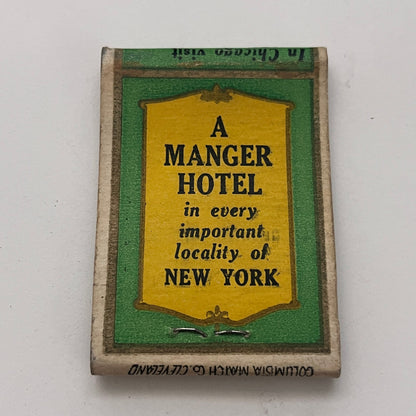 In Chicago visit
A
MANGER
HOTEL
in every
important
locality of
NEW YORK
COLUMBIA MATCH CO. CLEVELAND